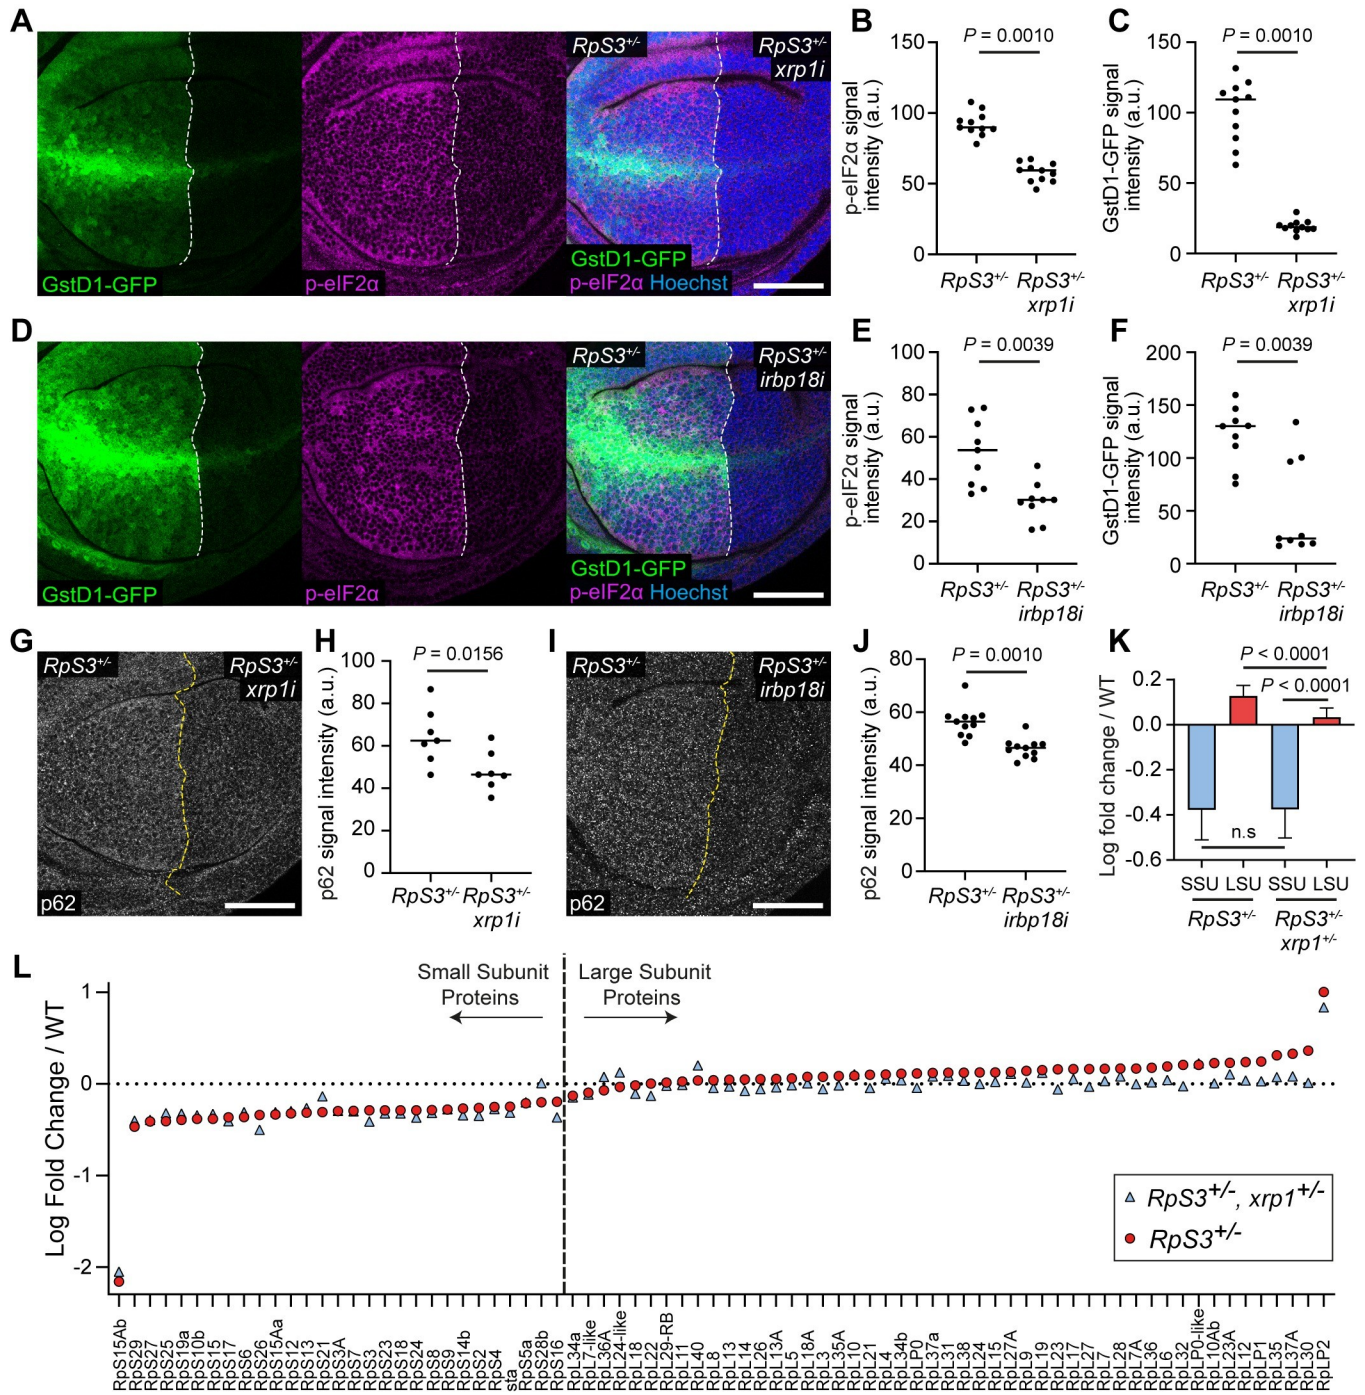 A
RpS3+/-
RpS3+/-
xrp1i
GstD1-GFP
p-eIF2α
GstD1-GFP
p-eIF2α Hoechst
B
P = 0.0010
p-eIF2α signal
intensity (a.u.)
150
100
50
0
RpS3+/-
RpS3+/-
xrp1i
C
P = 0.0010
GstD1-GFP signal
intensity (a.u.)
150
100
50
0
RpS3+/-
RpS3+/-
xrp1i
D
RpS3+/-
RpS3+/-
irbp18i
GstD1-GFP
p-eIF2α
GstD1-GFP
p-eIF2α Hoechst
E
P = 0.0039
p-eIF2α signal
intensity (a.u.)
100
80
60
40
20
0
RpS3+/-
RpS3+/-
irbp18i
F
P = 0.0039
GstD1-GFP signal
intensity (a.u.)
200
150
100
50
0
RpS3+/-
RpS3+/-
irbp18i
G
RpS3+/-
RpS3+/-
xrp1i
p62
H
P = 0.0156
p62 signal intensity (a.u.)
100
80
60
40
20
0
RpS3+/-
RpS3+/-
xrp1i
I
RpS3+/-
RpS3+/-
irbp18i
p62
J
P = 0.0010
p62 signal intensity (a.u.)
80
60
40
20
0
RpS3+/-
RpS3+/-
irbp18i
K
P < 0.0001
P < 0.0001
Log fold change / WT
0.2
0.0
-0.2
-0.4
-0.6
n.s
SSU LSU SSU LSU
RpS3+/-
RpS3+/-
xrp1+/-
L
Small Subunit
Proteins
Large Subunit
Proteins
Log Fold Change / WT
1
0
-1
-2
RpS3+/-, xrp1+/-
RpS3+/-
RpS15Ab
RpS29
RpS27
RpS25
RpS19a
RpS10b
RpS15
RpS17
RpS6
RpS26
RpS15Aa
RpS12
RpS13
RpS21
RpS3A
RpS7
RpS3
RpS23
RpS18
RpS24
RpS8
RpS9
RpS14b
RpS2
RpS4
sta
RpS5a
RpS28b
RpL34a
RpL7-like
RpL36A
RpL24-like
RpL18
RpL22
RpL29-RB
RpL11
RpL40
RpL8
RpL13
RpL14
RpL26
RpL13A
RpL5
RpL18A
RpL3
RpL35A
RpL10
RpL21
RpL4
RpL34b
RpLP0
RpL37a
RpL31
RpL38
RpL24
RpL15
RpL27A
RpL9
RpL19
RpL23
RpL17
RpL27
RpL7
RpL28
RpL7A
RpL36
RpL6
RpL32
RpLP0-like
RpL10Ab
RpL23A
RpL12
RpLP1
RpL35
RpL37A
RpL30
RpLP2